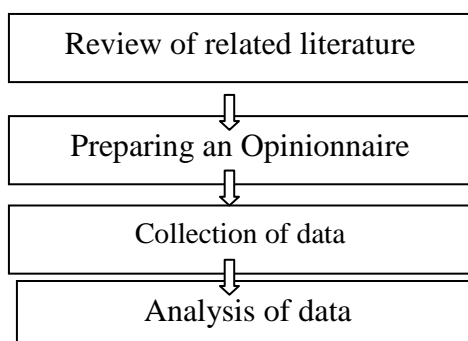 Review of related literature
Preparing an Opinionnaire
Collection of data
Analysis of data